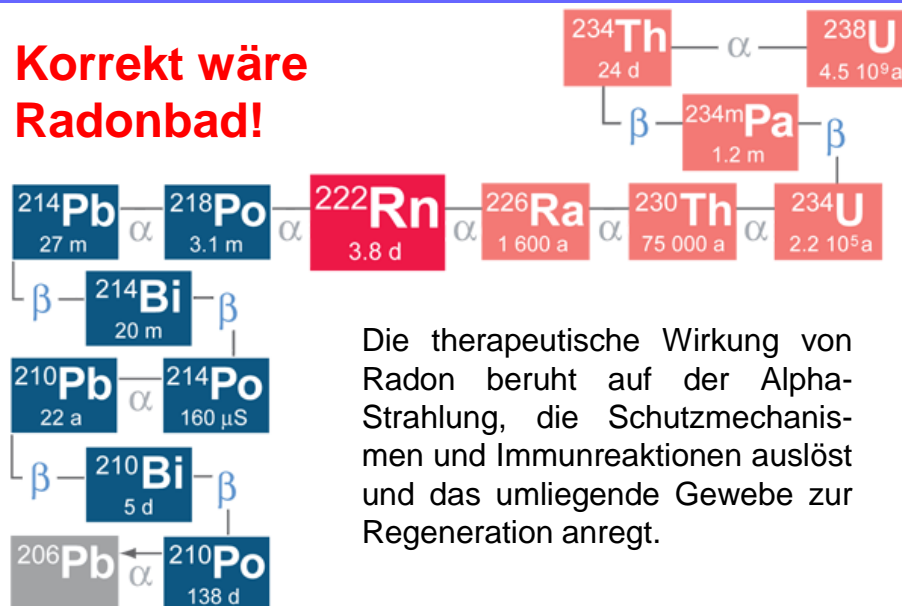 Korrekt wäre
Radonbad!
²³⁴Th α ²³⁸U
24 d 4.5 10⁹a
β ²³⁴ᵐPa β
1.2 m
²¹⁴Pb α ²¹⁸Po α ²²²Rn α ²²⁶Ra α ²³⁰Th α ²³⁴U
27 m 3.1 m 3.8 d 1 600 a 75 000 a 2.2 10⁵a
β ²¹⁴Bi β
20 m
²¹⁰Pb α ²¹⁴Po
22 a 160 µS
β ²¹⁰Bi β
5 d
²⁰⁶Pb α ²¹⁰Po
138 d
Die therapeutische Wirkung von
Radon beruht auf der Alpha-
Strahlung, die Schutzmechanis-
men und Immunreaktionen auslöst
und das umliegende Gewebe zur
Regeneration anregt.